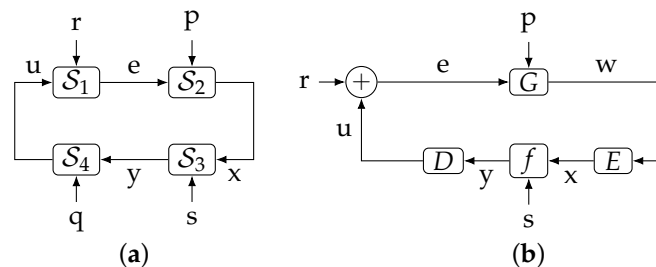 r p p
u e e w
S1 S2 r + G
u
S4 S3 D f E
y x y x
q s s
(a) (b)